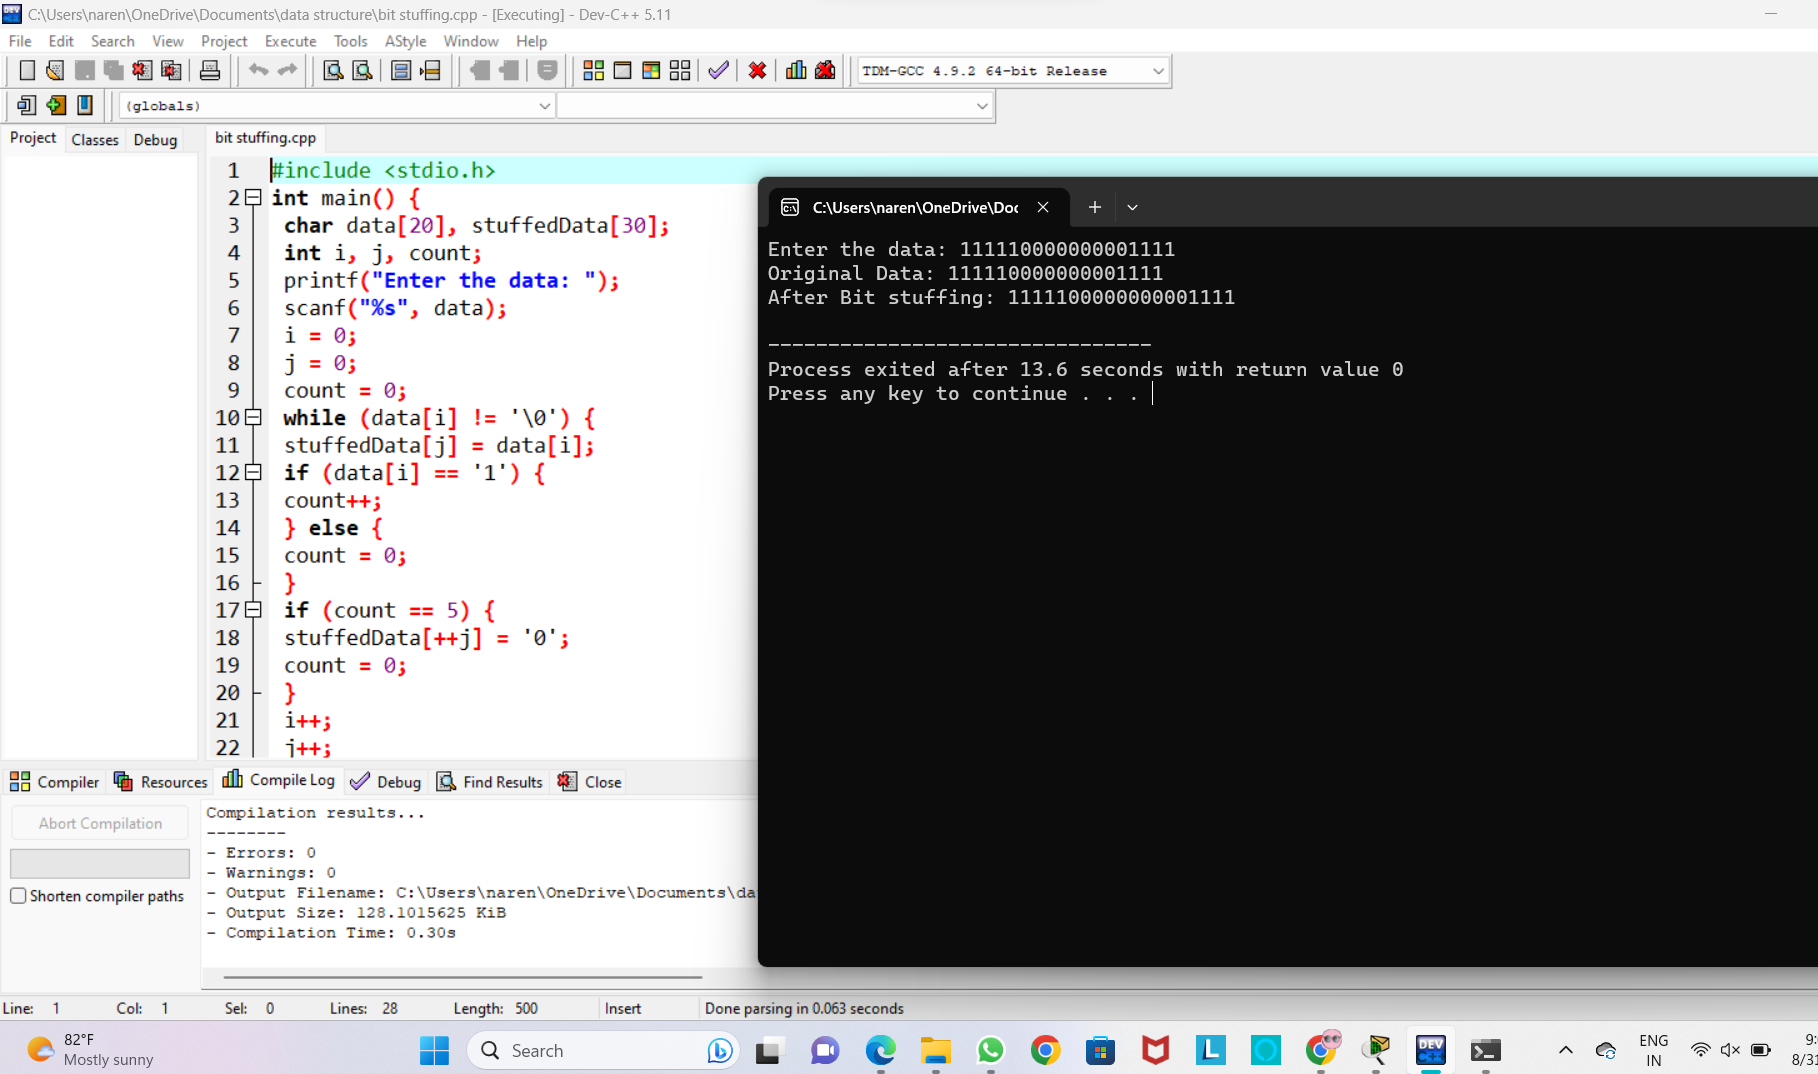 C:\Users\naren\OneDrive\Documents\data structure\bit stuffing.cpp - [Executing] - Dev-C++ 5.11
File Edit Search View Project Execute Tools AStyle Window Help
TDM-GCC 4.9.2 64-bit Release
(globals)
Project Classes Debug bit stuffing.cpp
1 #include <stdio.h>
2 int main() {
3 char data[20], stuffedData[30];
4 int i, j, count;
5 printf("Enter the data: ");
6 scanf("%s", data);
7 i = 0;
8 j = 0;
9 count = 0;
10 while (data[i] != '\0') {
11 stuffedData[j] = data[i];
12 if (data[i] == '1') {
13 count++;
14 } else {
15 count = 0;
16 }
17 if (count == 5) {
18 stuffedData[++j] = '0';
19 count = 0;
20 }
21 i++;
22 j++;
C:\Users\naren\OneDrive\Doc
Enter the data: 111110000000001111
Original Data: 111110000000001111
After Bit stuffing: 1111100000000001111
--------------------------------
Process exited after 13.6 seconds with return value 0
Press any key to continue . . .
Compiler Resources Compile Log Debug Find Results Close
Abort Compilation
Shorten compiler paths
Compilation results...
--------
- Errors: 0
- Warnings: 0
- Output Filename: C:\Users\naren\OneDrive\Documents\da
- Output Size: 128.1015625 KiB
- Compilation Time: 0.30s
Line: 1 Col: 1 Sel: 0 Lines: 28 Length: 500 Insert Done parsing in 0.063 seconds
82°F
Mostly sunny
Search
DEV
C++
ENG
IN
9:
8/31